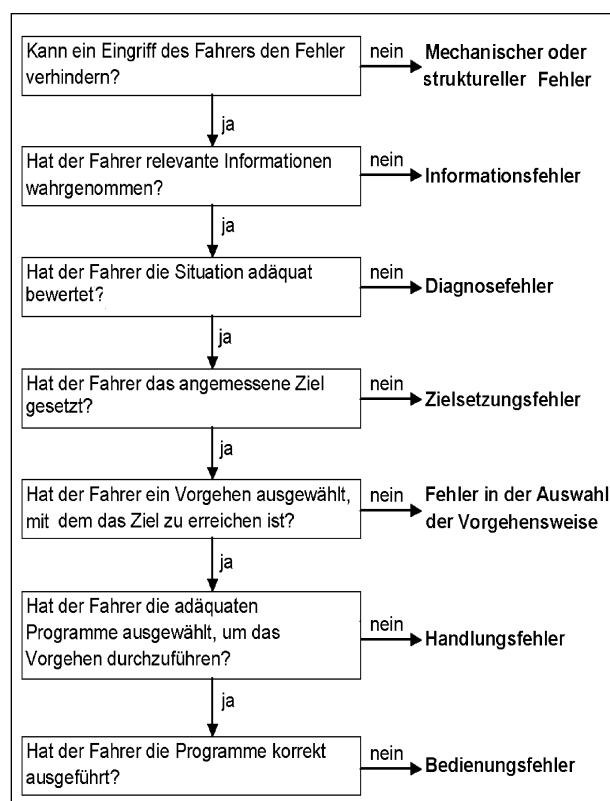 Kann ein Eingriff des Fahrers den Fehler
verhindern?
nein
Mechanischer oder
struktureller Fehler
ja
Hat der Fahrer relevante Informationen
wahrgenommen?
nein
Informationsfehler
ja
Hat der Fahrer die Situation adäquat
bewertet?
nein
Diagnosefehler
ja
Hat der Fahrer das angemessene Ziel
gesetzt?
nein
Zielsetzungsfehler
ja
Hat der Fahrer ein Vorgehen ausgewählt,
mit dem das Ziel zu erreichen ist?
nein
Fehler in der Auswahl
der Vorgehensweise
ja
Hat der Fahrer die adäquaten
Programme ausgewählt, um das
Vorgehen durchzuführen?
nein
Handlungsfehler
ja
Hat der Fahrer die Programme korrekt
ausgeführt?
nein
Bedienungsfehler